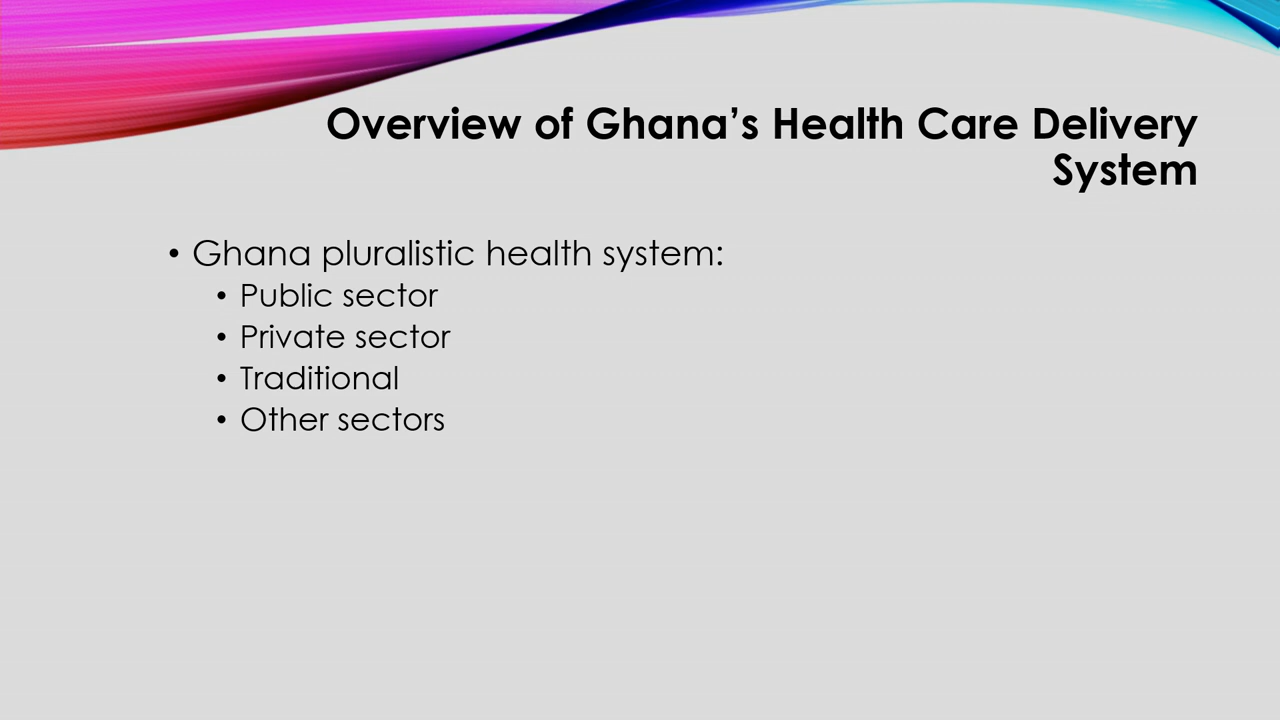 Overview of Ghana’s Health Care Delivery
System
• Ghana pluralistic health system:
• Public sector
• Private sector
• Traditional
• Other sectors